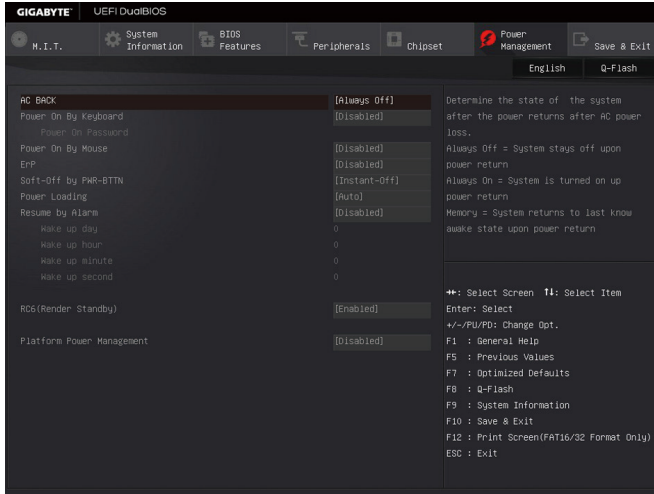 GIGABYTE™ UEFI DualBIOS
M.I.T. System Information BIOS Features Peripherals Chipset Power Management Save & Exit
English Q-Flash
AC BACK [Always Off]
Power On By Keyboard [Disabled]
Power On Password
Power On By Mouse [Disabled]
ErP [Disabled]
Soft-Off by PWR-BTTN [Instant-Off]
Power Loading [Auto]
Resume by Alarm [Disabled]
Wake up day 0
Wake up hour 0
Wake up minute 0
Wake up second 0
RC6(Render Standby) [Enabled]
Platform Power Management [Disabled]
Determine the state of the system
after the power returns after AC power
loss.
Always Off = System stays off upon
power return
Always On = System is turned on up
power return
Memory = System returns to last know
awake state upon power return
→←: Select Screen ↑↓: Select Item
Enter: Select
+/-/PU/PD: Change Opt.
F1 : General Help
F5 : Previous Values
F7 : Optimized Defaults
F8 : Q-Flash
F9 : System Information
F10 : Save & Exit
F12 : Print Screen(FAT16/32 Format Only)
ESC : Exit